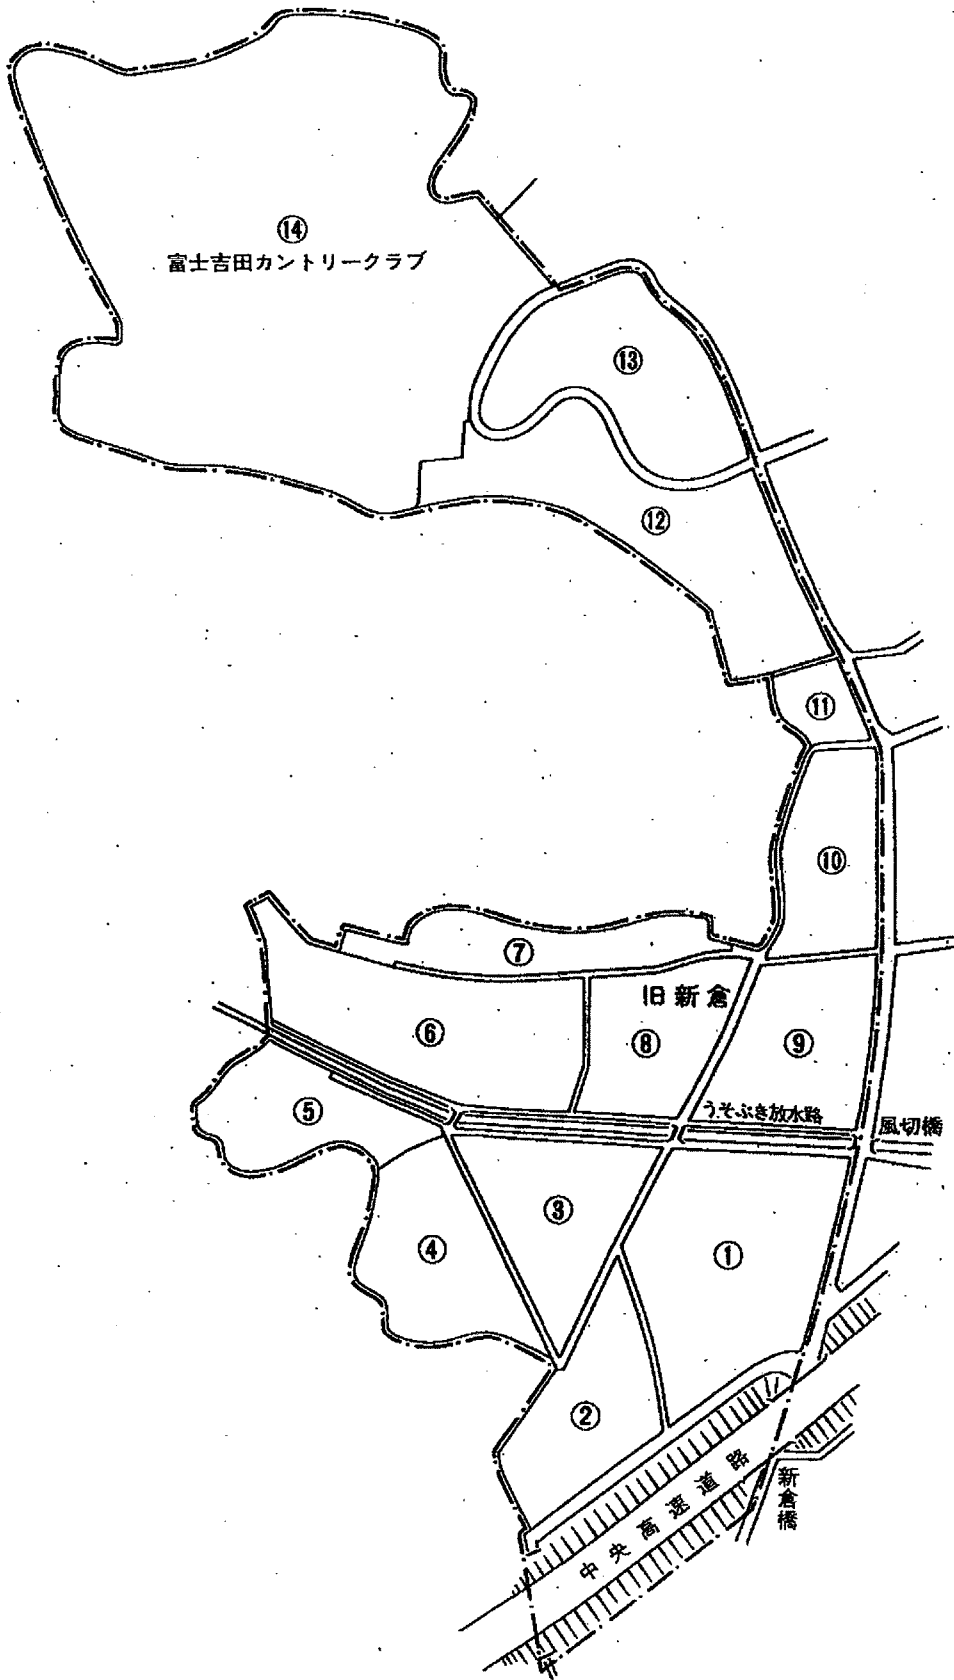 ⑭
富士吉田カントリークラブ
⑬
⑫
⑪
⑩
⑦
旧新倉
⑥
⑧
⑨
⑤
うそぶき放水路
風切橋
③
④
①
②
中央高速道路
新倉橋